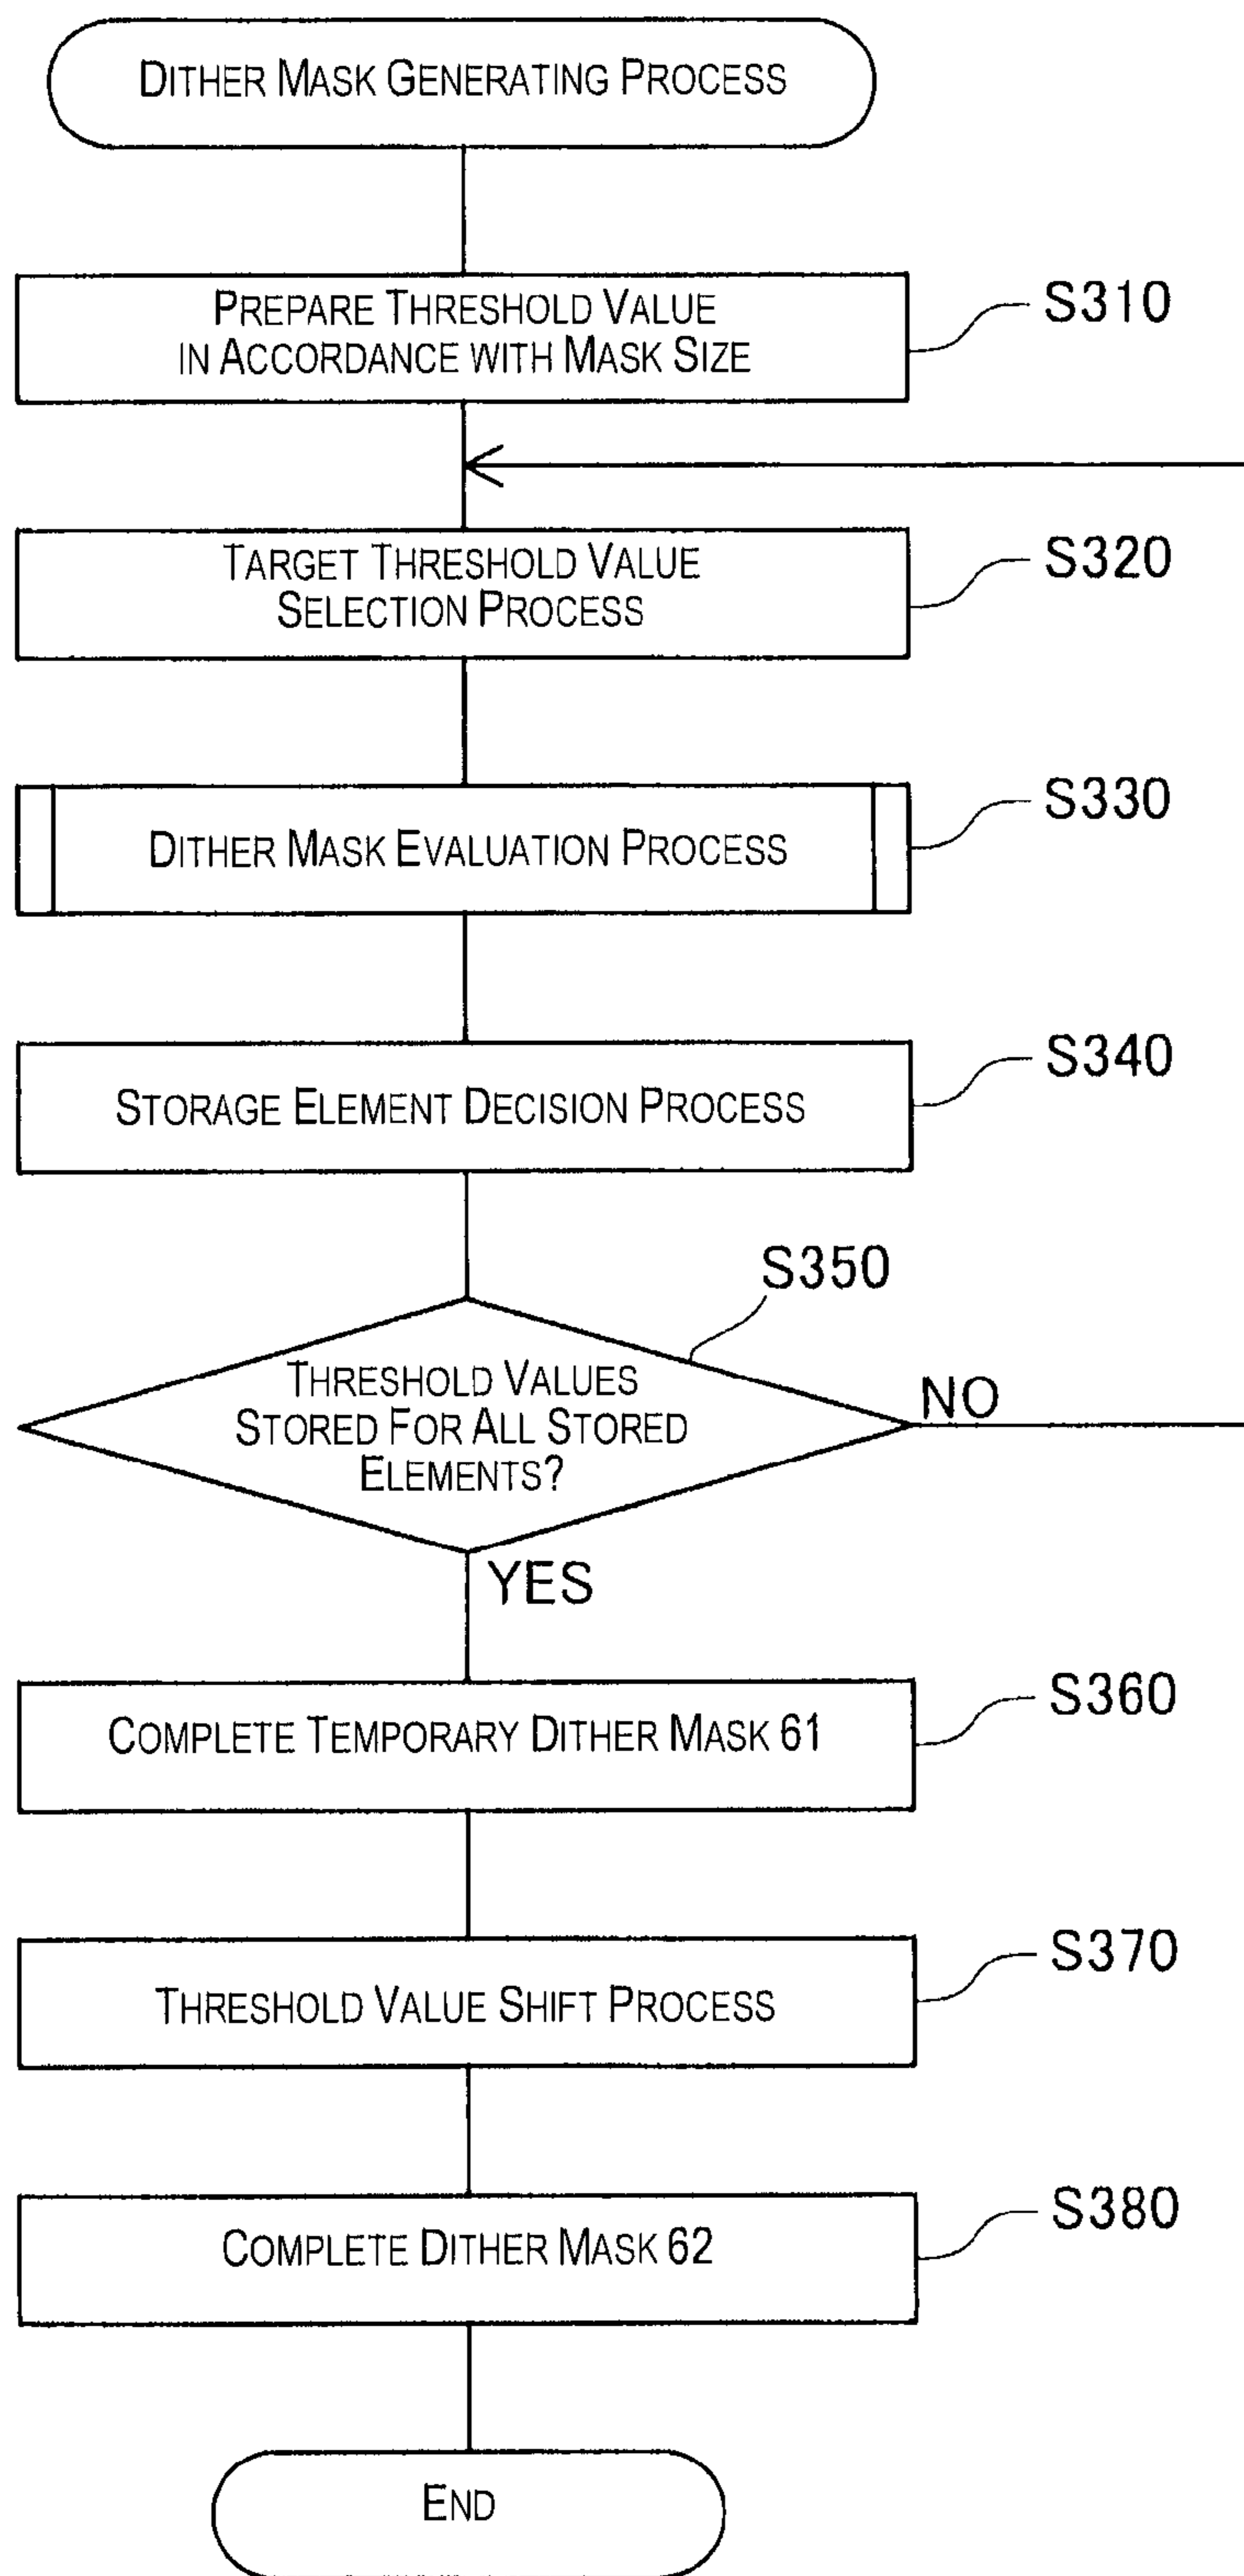 DITHER MASK GENERATING PROCESS
PREPARE THRESHOLD VALUE
IN ACCORDANCE WITH MASK SIZE
S310
TARGET THRESHOLD VALUE
SELECTION PROCESS
S320
DITHER MASK EVALUATION PROCESS
S330
STORAGE ELEMENT DECISION PROCESS
S340
S350
THRESHOLD VALUES
STORED FOR ALL STORED
ELEMENTS?
NO
YES
COMPLETE TEMPORARY DITHER MASK 61
S360
THRESHOLD VALUE SHIFT PROCESS
S370
COMPLETE DITHER MASK 62
S380
END